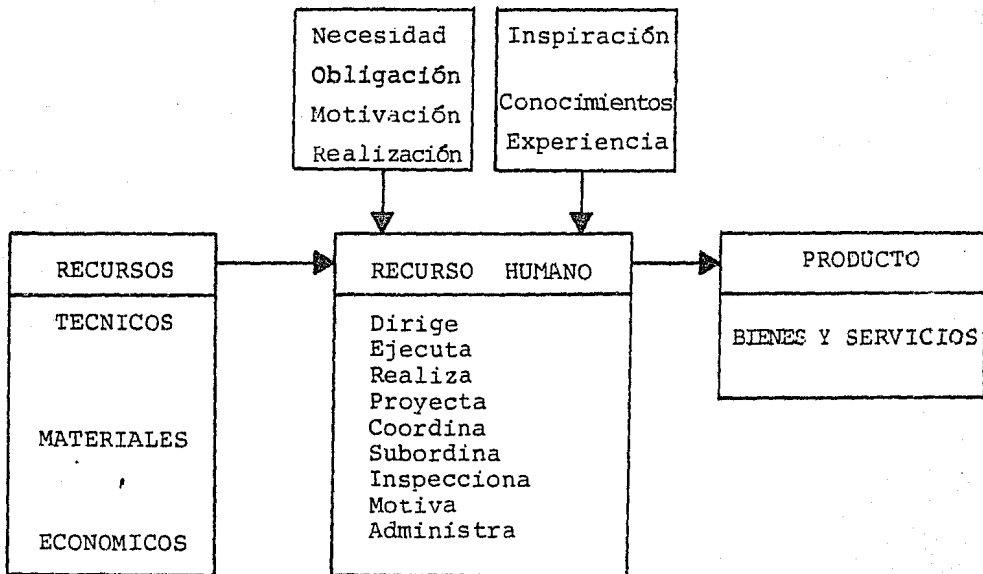 Necesidad
Obligación
Motivación
Realización
Inspiración
Conocimientos
Experiencia
RECURSOS
TECNICOS
MATERIALES
ECONOMICOS
RECURSO HUMANO
Dirige
Ejecuta
Realiza
Proyecta
Coordina
Subordina
Inspecciona
Motiva
Administra
PRODUCTO
BIENES Y SERVICIOS